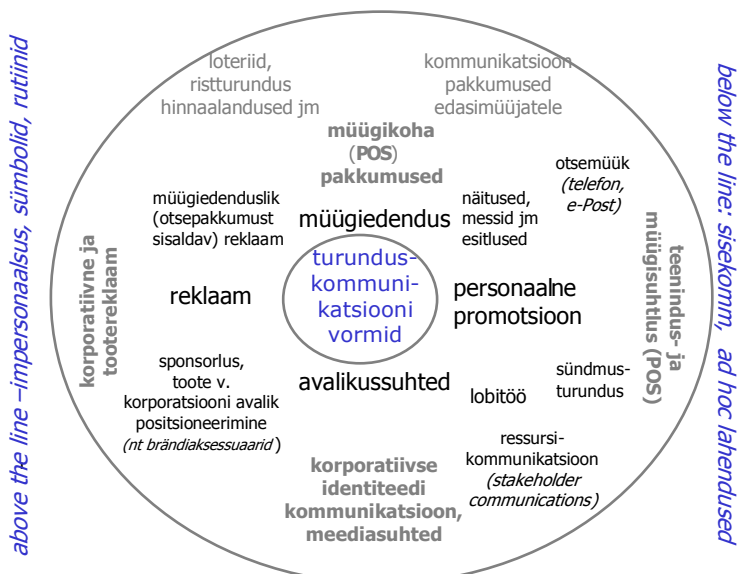 above the line –impersonaalsus, sümbolid, rutiinid
loteriid,
ristturundus
hinnaalandused jm
kommunikatsioon
pakkumused
edasimüüjatele
müügikoha
(POS)
pakkumused
otsemüük
(telefon,
e-Post)
müügiedenduslik
(otsepakkumust
sisaldav) reklaam
müügiedendus
näitused,
messid jm
esitlused
korporatiivne ja
tootereklaam
reklaam
turundus-
kommuni-
katsiooni
vormid
personaalne
promotsioon
teenindus- ja
müügisuhtlus (POS)
sponsorlus,
toote v.
korporatsiooni avalik
positsioneerimine
(nt brändiaksessuaarid)
avalikussuhted
lobitöö
sündmus-
turundus
ressursi-
kommunikatsioon
(stakeholder
communications)
korporatiivse
identiteedi
kommunikatsioon,
meediasuhted
below the line: sisekomm, ad hoc lahendused